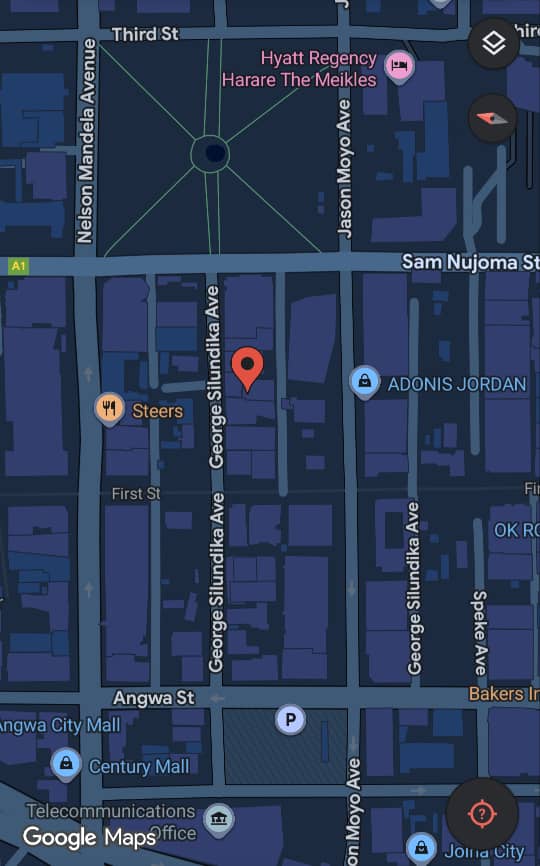 Third St
Hyatt Regency
Harare The Meikles
Nelson Mandela Avenue
Jason Moyo Ave
A1
Sam Nujoma St
George Silundika Ave
ADONIS JORDAN
Steers
First St
George Silundika Ave
George Silundika Ave
OK
Speke Ave
Angwa St
Bakers In
P
Angwa City Mall
Century Mall
on Moyo Ave
Telecommunications
Office
Google Maps
?
Joina City